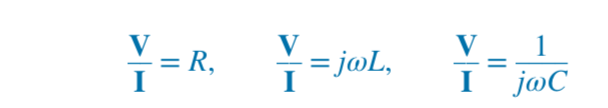 V/I = R, V/I = jωL, V/I = 1/jωC